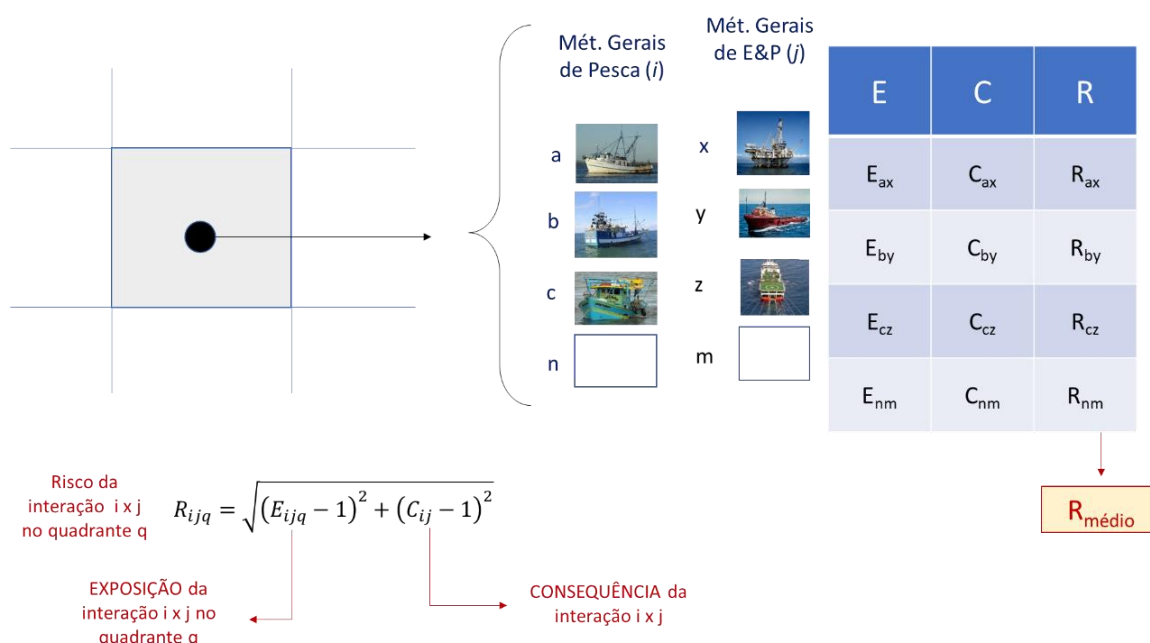 Mét. Gerais
de Pesca (i)
Mét. Gerais
de E&P (j)
E C R
a x
E_ax C_ax R_ax
b y
E_by C_by R_by
c z
E_cz C_cz R_cz
n m
E_nm C_nm R_nm
R_médio
Risco da
interação i x j
no quadrante q
R_ijq = √((E_ijq − 1)² + (C_ij − 1)²)
EXPOSIÇÃO da
interação i x j no
quadrante q
CONSEQUÊNCIA da
interação i x j